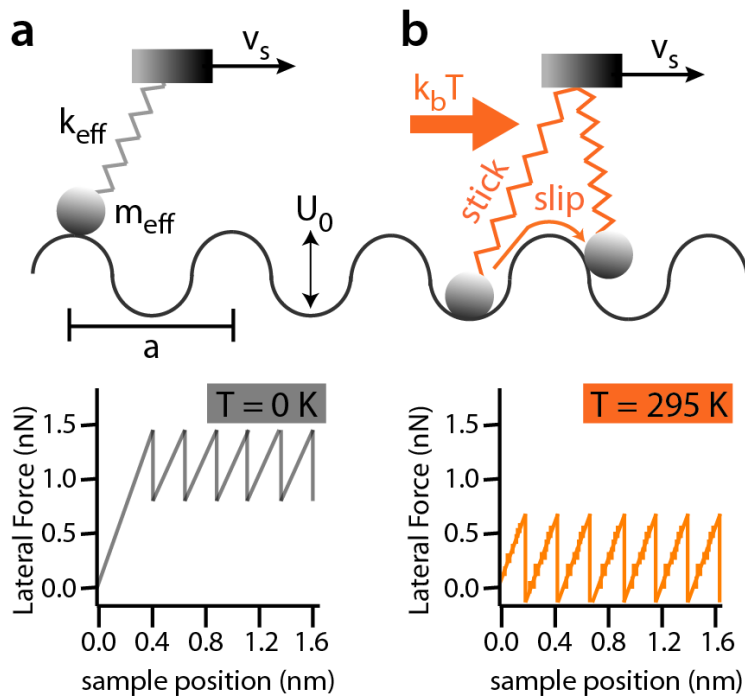 a
v_s
k_eff
m_eff
U_0
a
b
v_s
k_bT
stick
slip
T = 0 K
Lateral Force (nN)
1.5
1.0
0.5
0.0
0.0 0.4 0.8 1.2 1.6
sample position (nm)
T = 295 K
Lateral Force (nN)
1.5
1.0
0.5
0.0
0.0 0.4 0.8 1.2 1.6
sample position (nm)